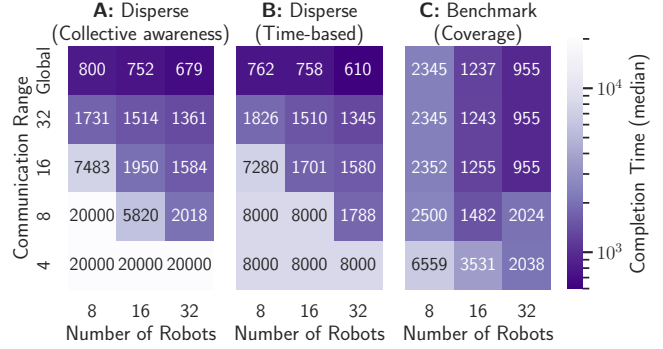 A: Disperse
(Collective awareness)
B: Disperse
(Time-based)
C: Benchmark
(Coverage)
Communication Range
Global
32
16
8
4
800 752 679
1731 1514 1361
7483 1950 1584
20000 5820 2018
20000 20000 20000
8 16 32
Number of Robots
762 758 610
1826 1510 1345
7280 1701 1580
8000 8000 1788
8000 8000 8000
8 16 32
Number of Robots
2345 1237 955
2345 1243 955
2352 1255 955
2500 1482 2024
6559 3531 2038
8 16 32
Number of Robots
10⁴
10³
Completion Time (median)